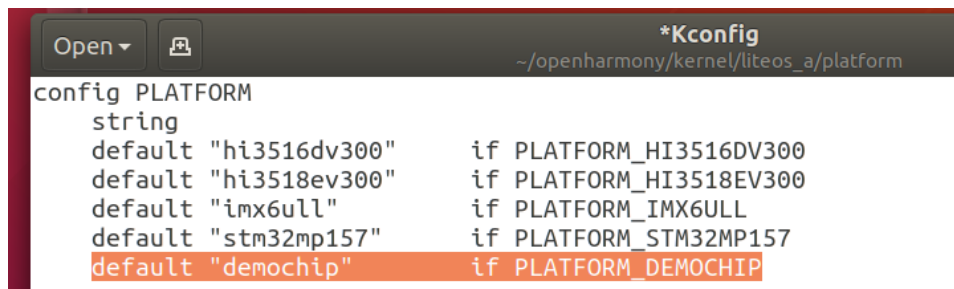 Open
*Kconfig
~/openharmony/kernel/liteos_a/platform
config PLATFORM
    string
    default "hi3516dv300"     if PLATFORM_HI3516DV300
    default "hi3518ev300"     if PLATFORM_HI3518EV300
    default "imx6ull"         if PLATFORM_IMX6ULL
    default "stm32mp157"      if PLATFORM_STM32MP157
    default "demochip"        if PLATFORM_DEMOCHIP